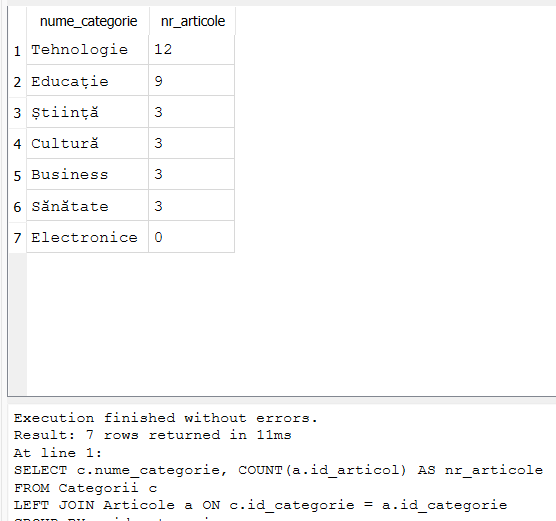 nume_categorie nr_articole
1 Tehnologie 12
2 Educație 9
3 Știință 3
4 Cultură 3
5 Business 3
6 Sănătate 3
7 Electronice 0
Execution finished without errors.
Result: 7 rows returned in 11ms
At line 1:
SELECT c.nume_categorie, COUNT(a.id_articol) AS nr_articole
FROM Categorii c
LEFT JOIN Articole a ON c.id_categorie = a.id_categorie